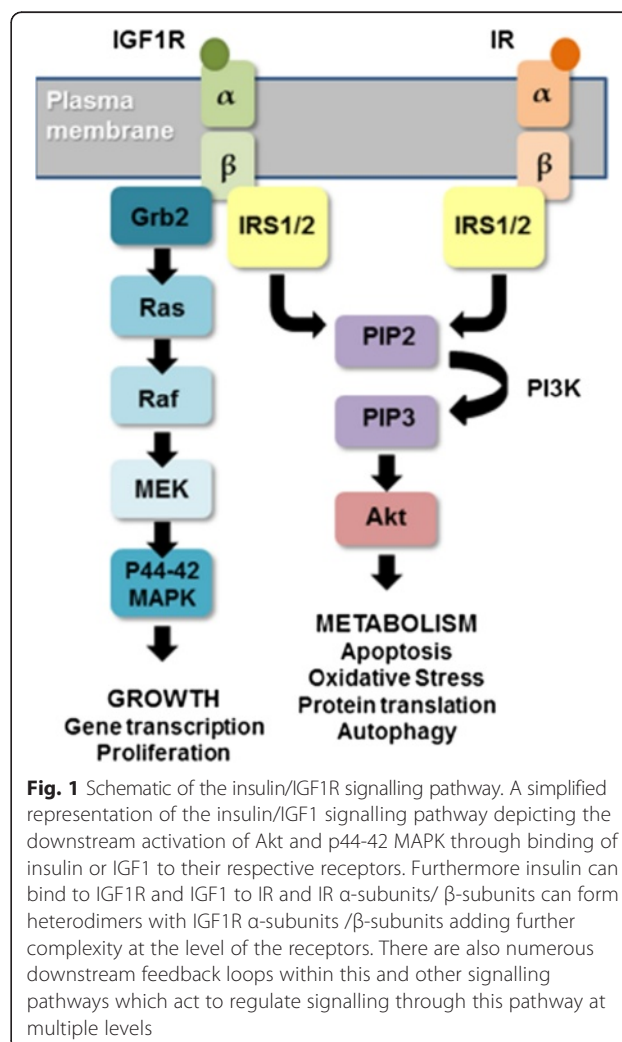 IGF1R IR
α α
Plasma
membrane
β β
Grb2 IRS1/2 IRS1/2
Ras
PIP2
Raf PI3K
PIP3
MEK
Akt
P44-42
MAPK
METABOLISM
Apoptosis
Oxidative Stress
Protein translation
Autophagy
GROWTH
Gene transcription
Proliferation
Fig. 1 Schematic of the insulin/IGF1R signalling pathway. A simplified
representation of the insulin/IGF1 signalling pathway depicting the
downstream activation of Akt and p44-42 MAPK through binding of
insulin or IGF1 to their respective receptors. Furthermore insulin can
bind to IGF1R and IGF1 to IR and IR α-subunits/ β-subunits can form
heterodimers with IGF1R α-subunits /β-subunits adding further
complexity at the level of the receptors. There are also numerous
downstream feedback loops within this and other signalling
pathways which act to regulate signalling through this pathway at
multiple levels